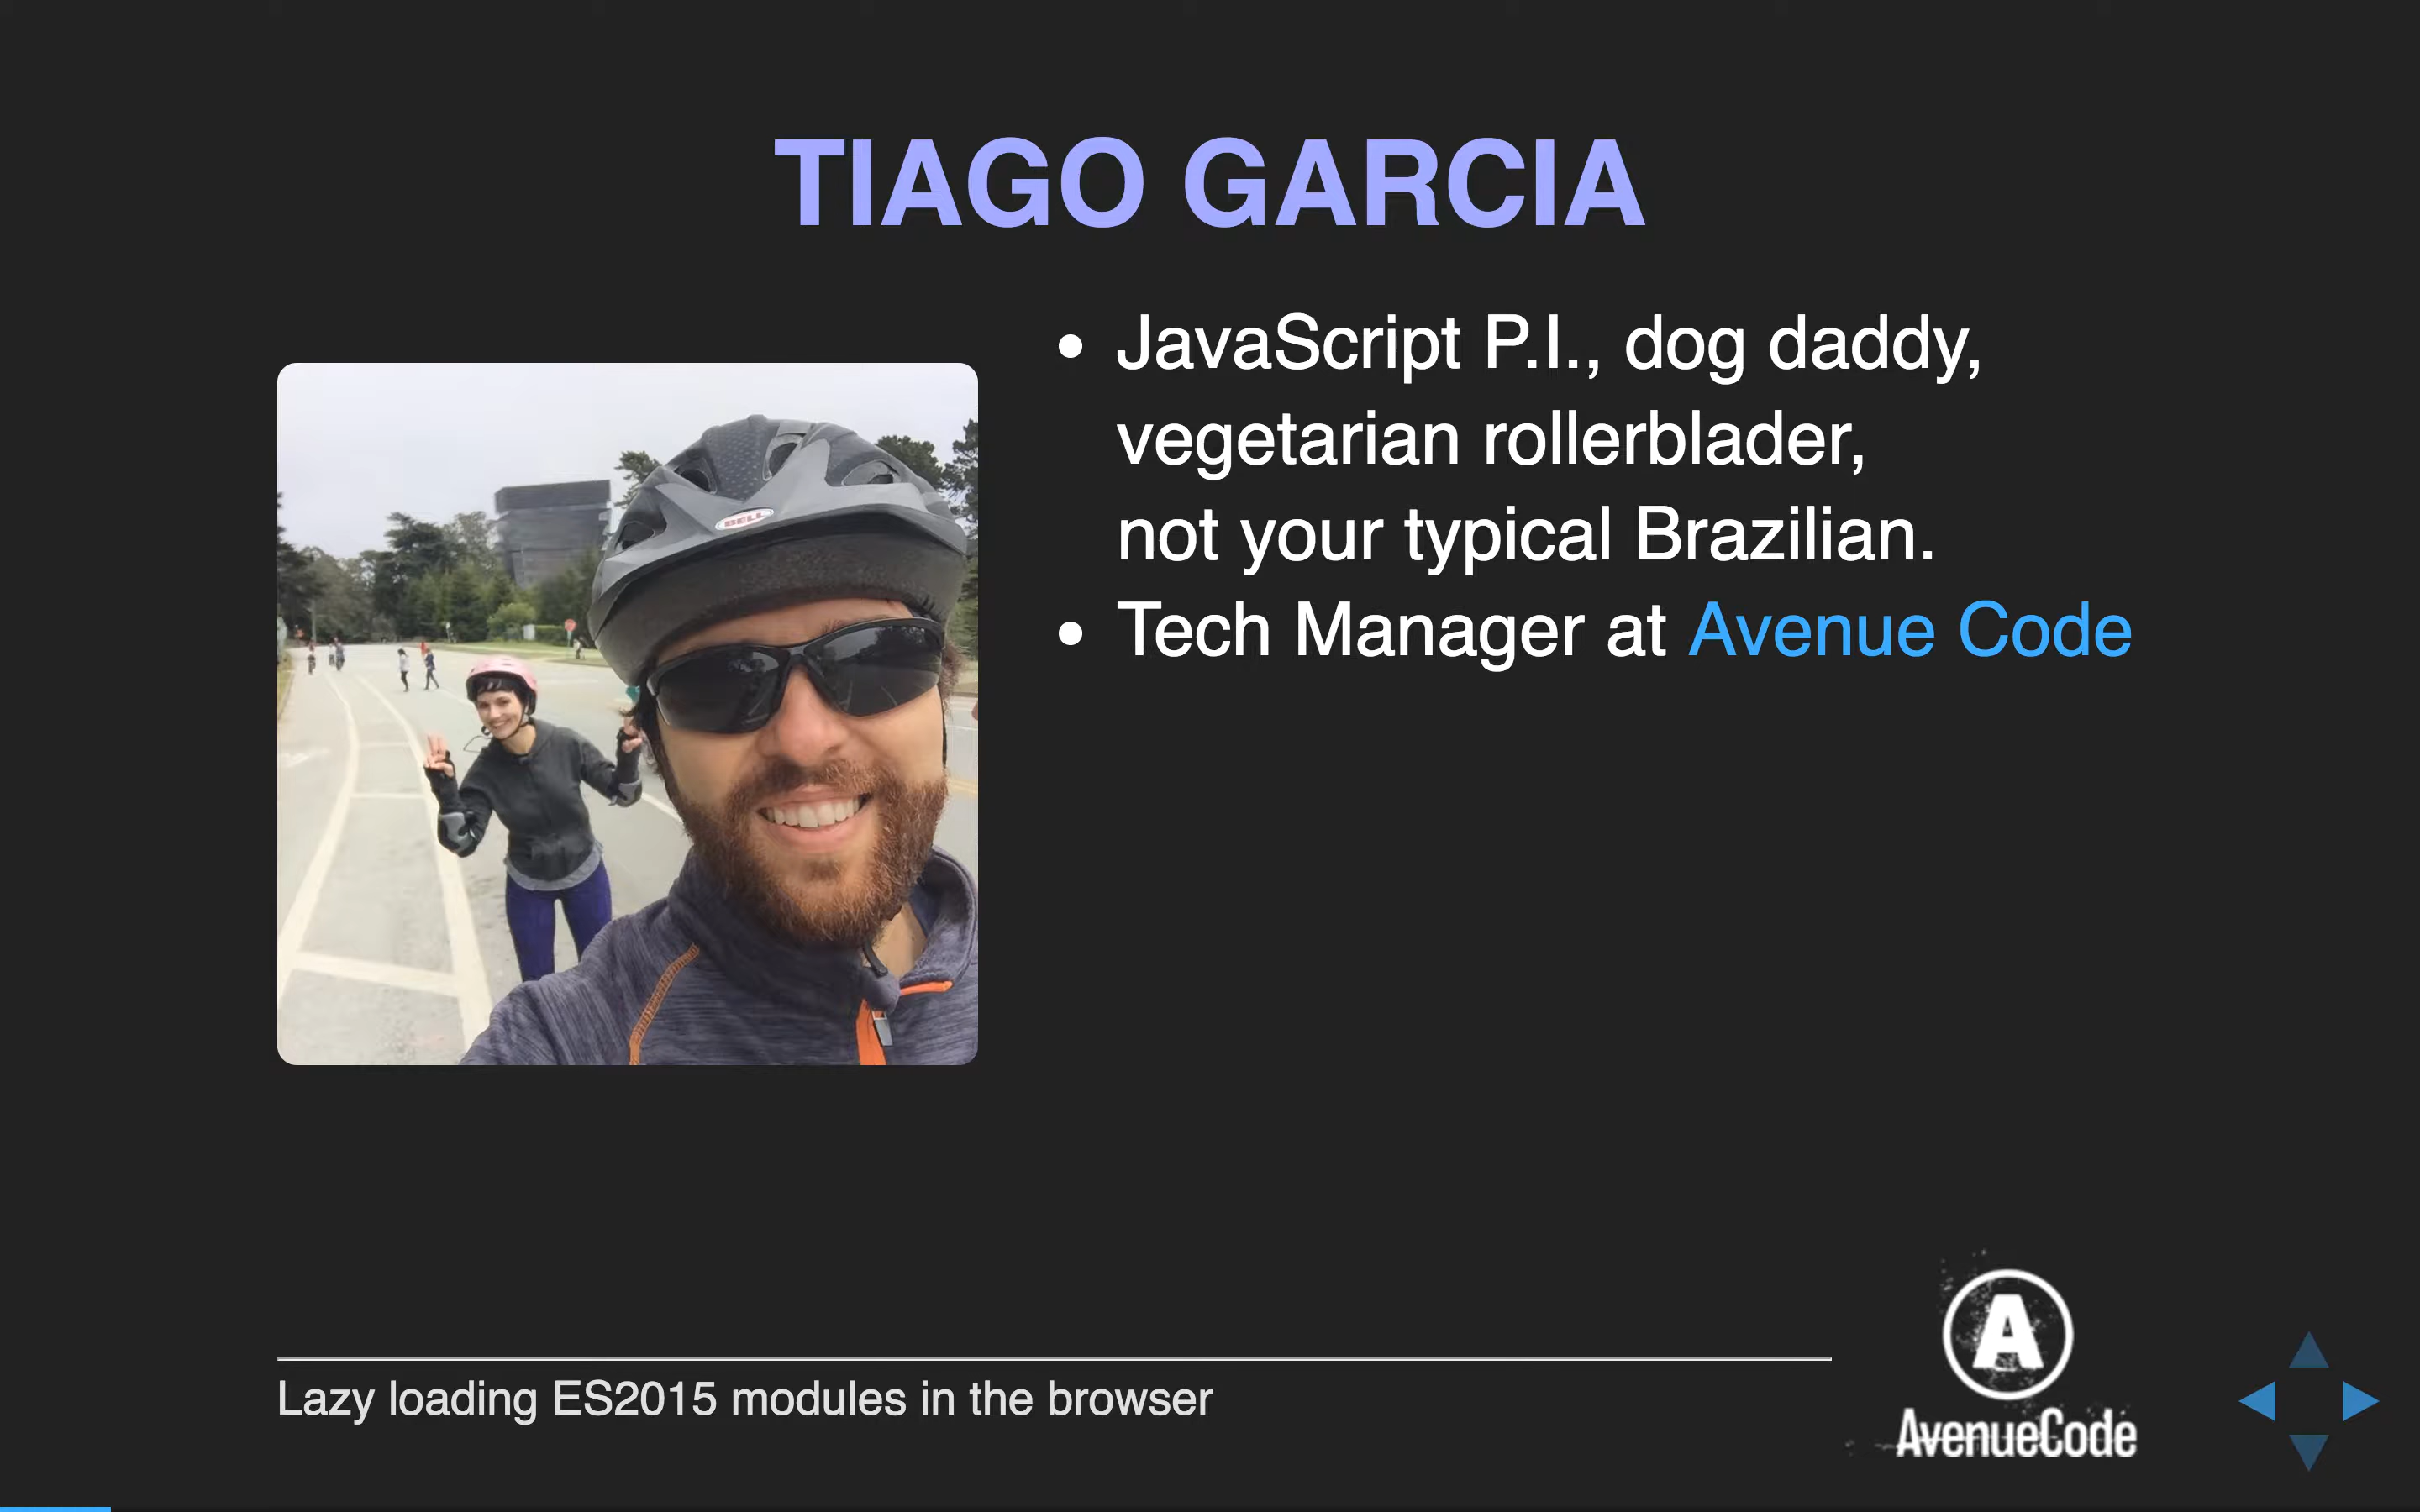 TIAGO GARCIA
JavaScript P.I., dog daddy,
vegetarian rollerblader,
not your typical Brazilian.
Tech Manager at Avenue Code
BELL
Lazy loading ES2015 modules in the browser
A
AvenueCode